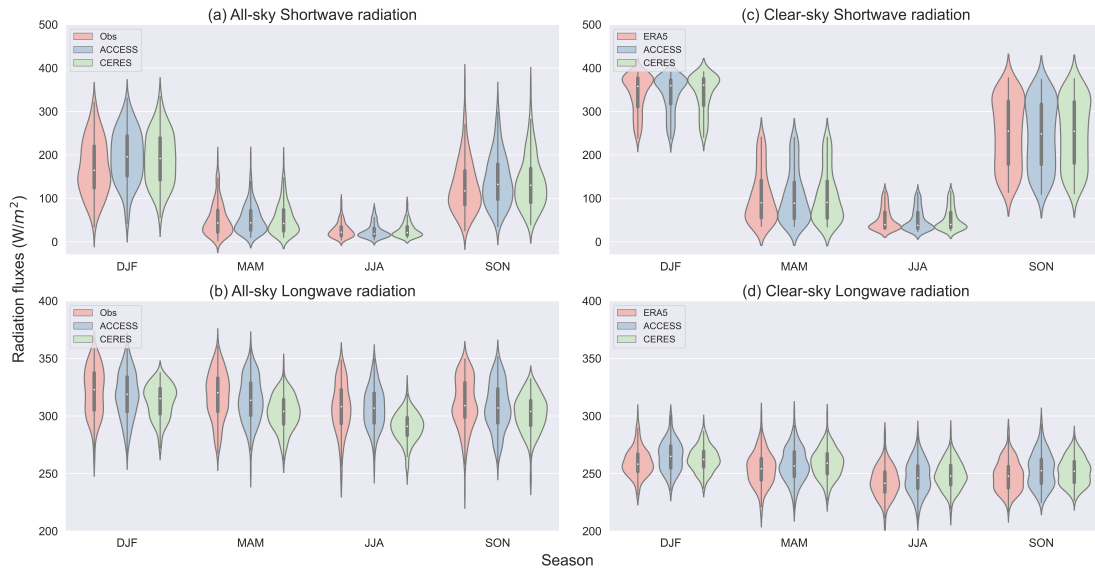 (a) All-sky Shortwave radiation
500
400
300
200
100
0
Obs
ACCESS
CERES
DJF MAM JJA SON
(c) Clear-sky Shortwave radiation
500
400
300
200
100
0
ERA5
ACCESS
CERES
DJF MAM JJA SON
Radiation fluxes (W/m²)
(b) All-sky Longwave radiation
400
350
300
250
200
Obs
ACCESS
CERES
DJF MAM JJA SON
(d) Clear-sky Longwave radiation
400
350
300
250
200
ERA5
ACCESS
CERES
DJF MAM JJA SON
Season